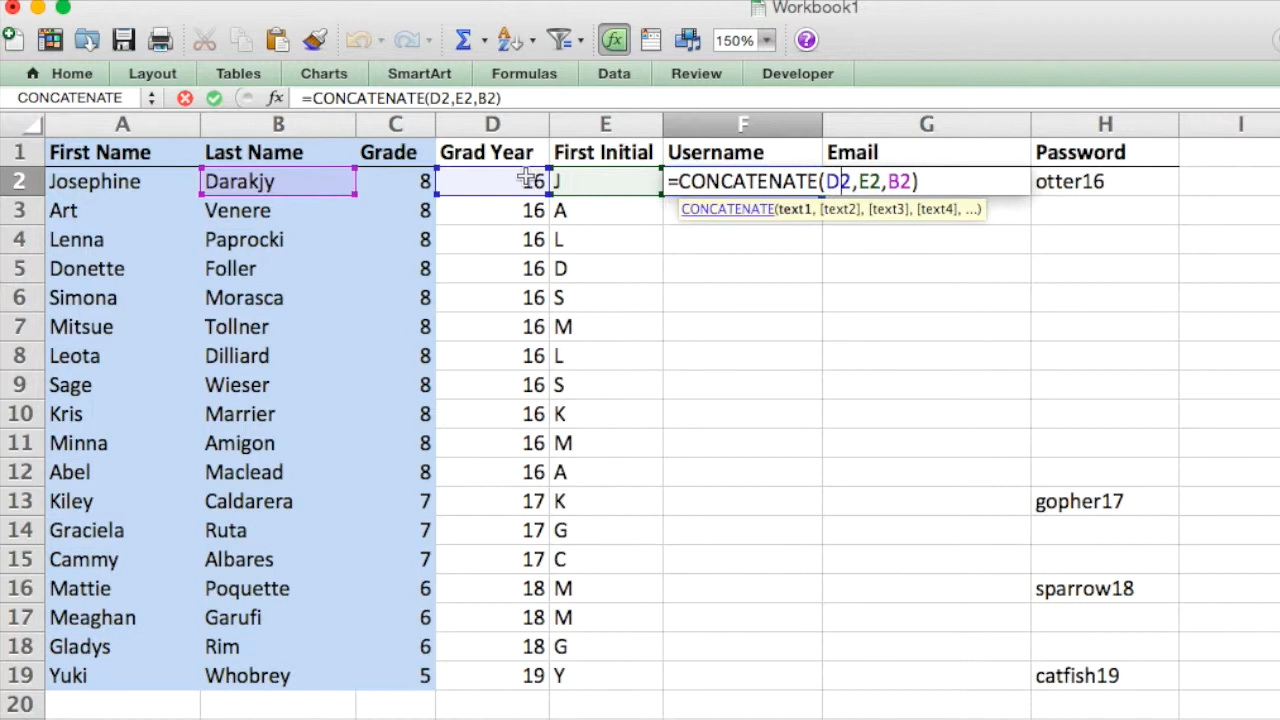 Workbook1
150%
Home Layout Tables Charts SmartArt Formulas Data Review Developer
CONCATENATE fx =CONCATENATE(D2,E2,B2)
A B C D E F G H I
1 First Name Last Name Grade Grad Year First Initial Username Email Password
2 Josephine Darakjy 8 16 J =CONCATENATE(D2,E2,B2) otter16
CONCATENATE(text1, [text2], [text3], [text4], ...)
3 Art Venere 8 16 A
4 Lenna Paprocki 8 16 L
5 Donette Foller 8 16 D
6 Simona Morasca 8 16 S
7 Mitsue Tollner 8 16 M
8 Leota Dilliard 8 16 L
9 Sage Wieser 8 16 S
10 Kris Marrier 8 16 K
11 Minna Amigon 8 16 M
12 Abel Maclead 8 16 A
13 Kiley Caldarera 7 17 K gopher17
14 Graciela Ruta 7 17 G
15 Cammy Albares 7 17 C
16 Mattie Poquette 6 18 M sparrow18
17 Meaghan Garufi 6 18 M
18 Gladys Rim 6 18 G
19 Yuki Whobrey 5 19 Y catfish19
20